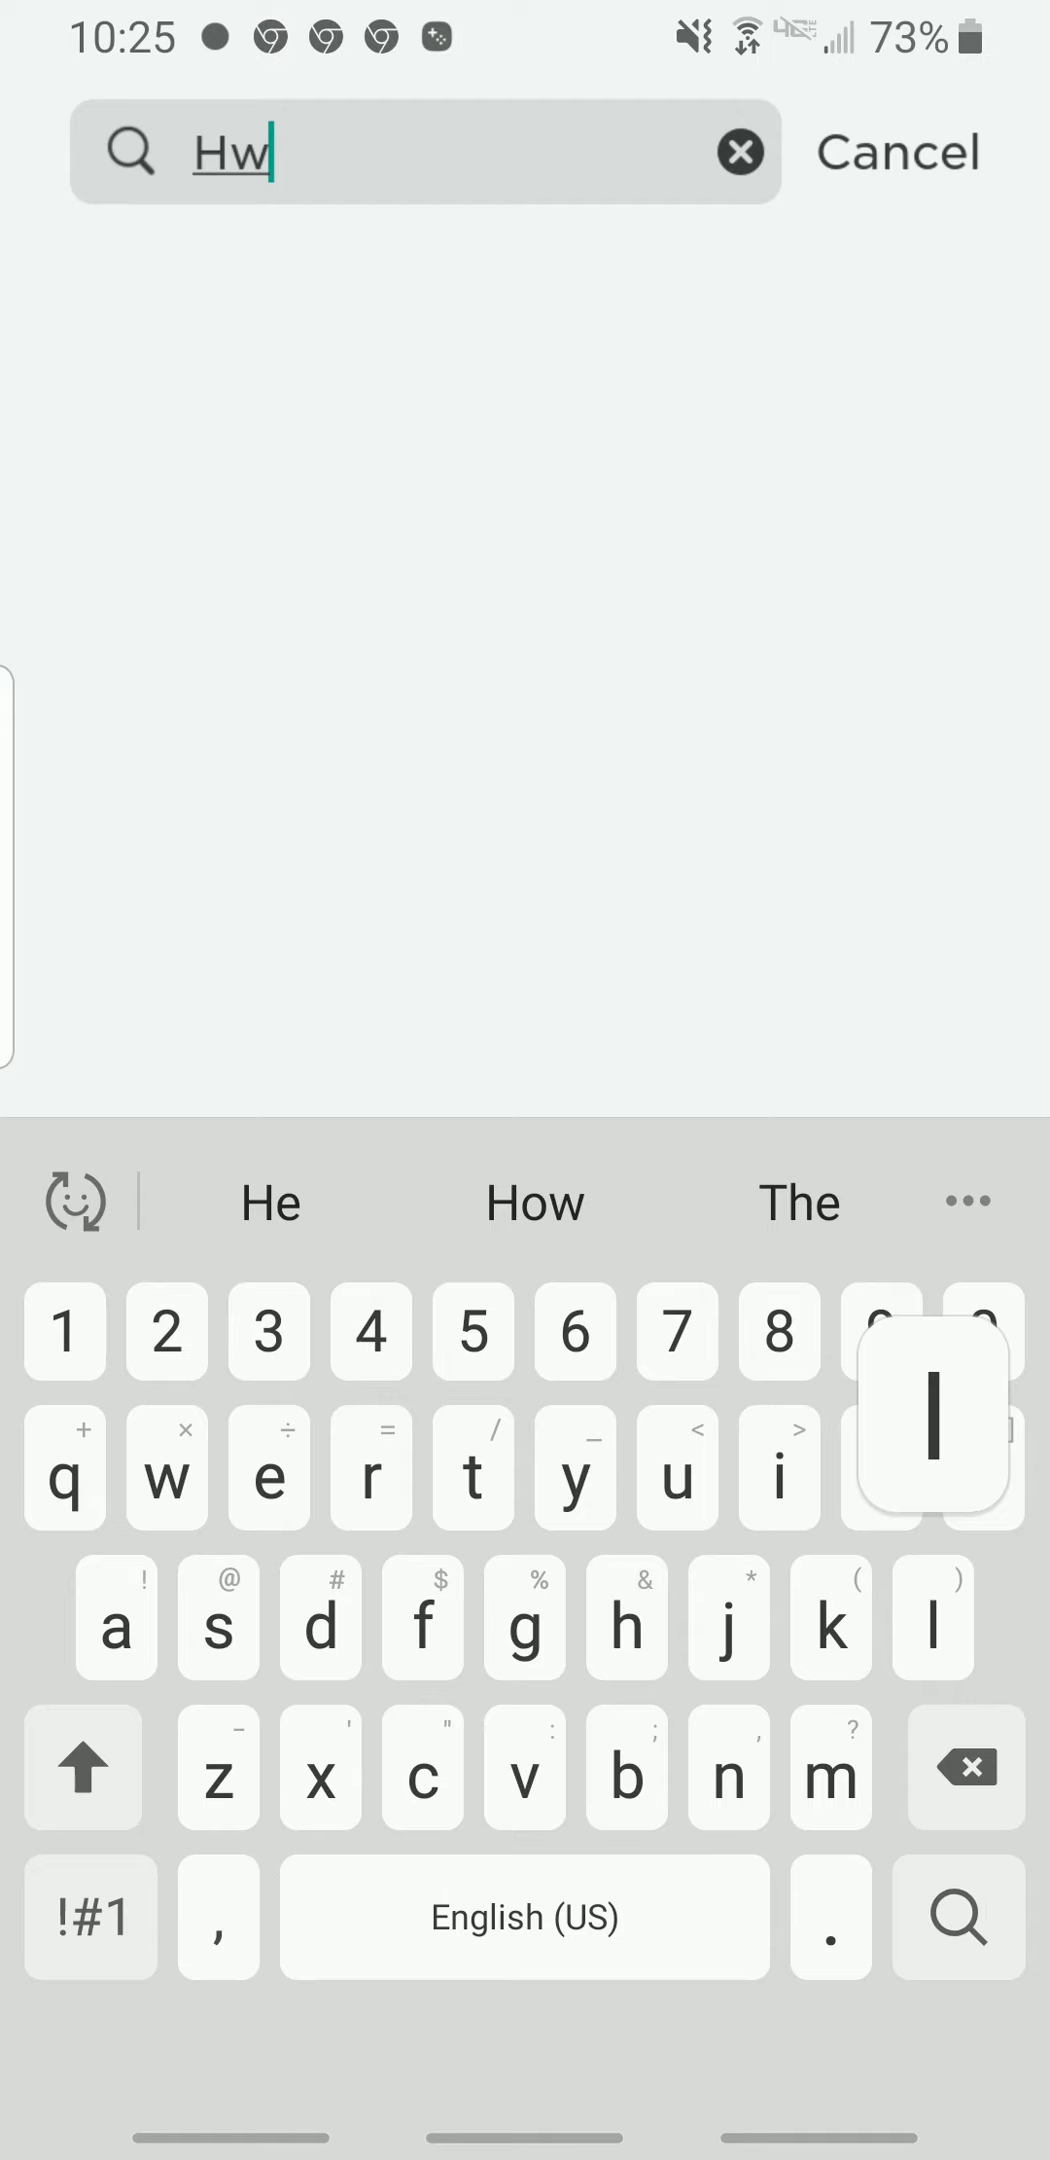 10:25 73%
Hw Cancel
He How The
1 2 3 4 5 6 7 8
+ × ÷ = / _ < > ]
q w e r t y u i l
! @ # $ % & * ( )
a s d f g h j k l
- ' " : ; , ?
z x c v b n m
!#1 , English (US) .